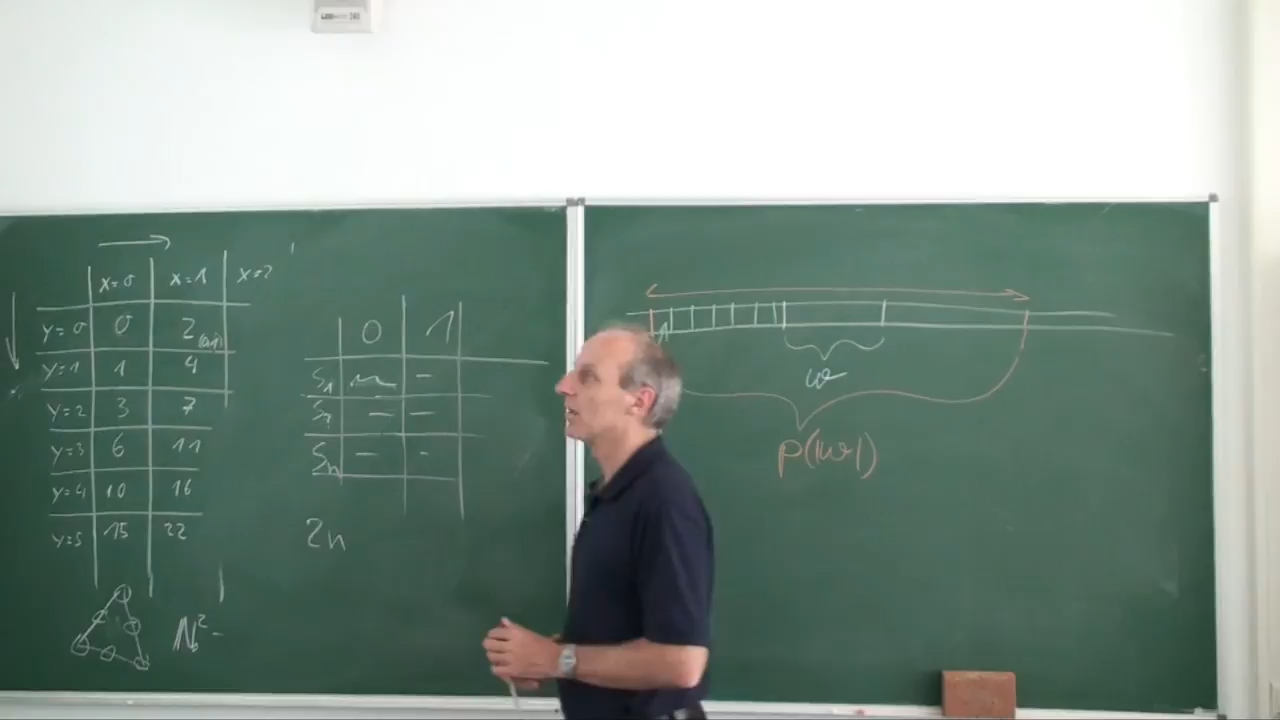 x=0 x=1 x=2
y=0 0 2
y=1 1 4
y=2 3 7
y=3 6 11
y=4 10 16
y=5 15 22
ℕ² -
0 1
S₁ -
S₂ - -
Sₙ - -
2n
w
p(|w|)